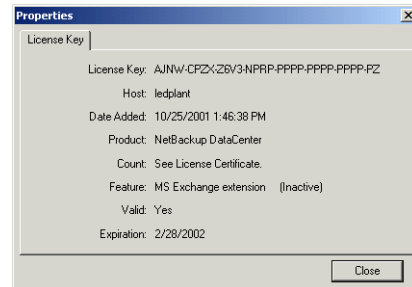 Properties
License Key
License Key: AJNW-CPZX-Z6V3-NPRP-PPPP-PPPP-PPPP-PZ
Host: ledplant
Date Added: 10/25/2001 1:46:38 PM
Product: NetBackup DataCenter
Count: See License Certificate.
Feature: MS Exchange extension (Inactive)
Valid: Yes
Expiration: 2/28/2002
Close